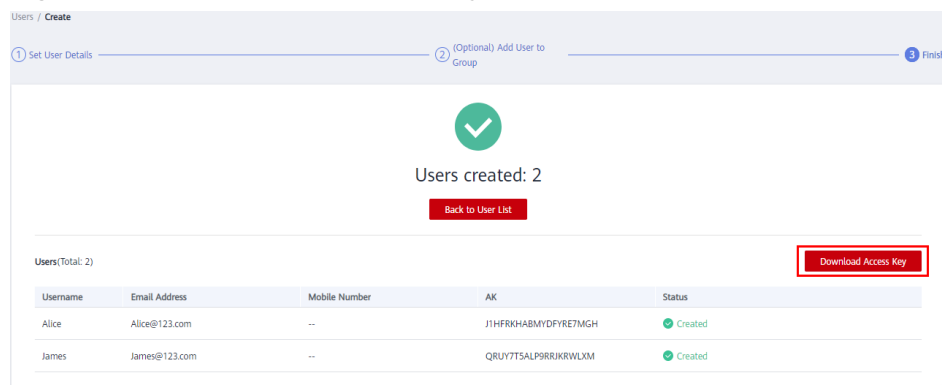 Users / Create
1 Set User Details
2 (Optional) Add User to
Group
3 Finis
Users created: 2
Back to User List
Users(Total: 2)
Download Access Key
Username Email Address Mobile Number AK Status
Alice Alice@123.com -- J1HFRKHABMYDFYRE7MGH Created
James James@123.com -- QRUY7T5ALP9RRJKRWLXM Created